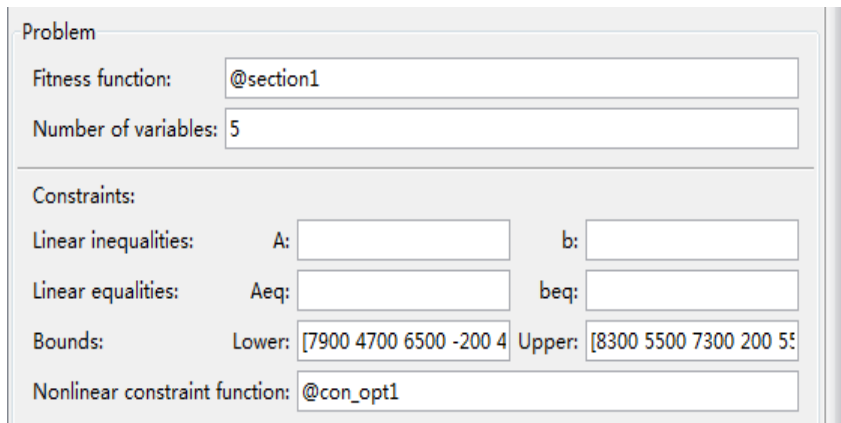 Problem
Fitness function: @section1
Number of variables: 5
Constraints:
Linear inequalities: A: b:
Linear equalities: Aeq: beq:
Bounds: Lower: [7900 4700 6500 -200 4 Upper: [8300 5500 7300 200 55
Nonlinear constraint function: @con_opt1